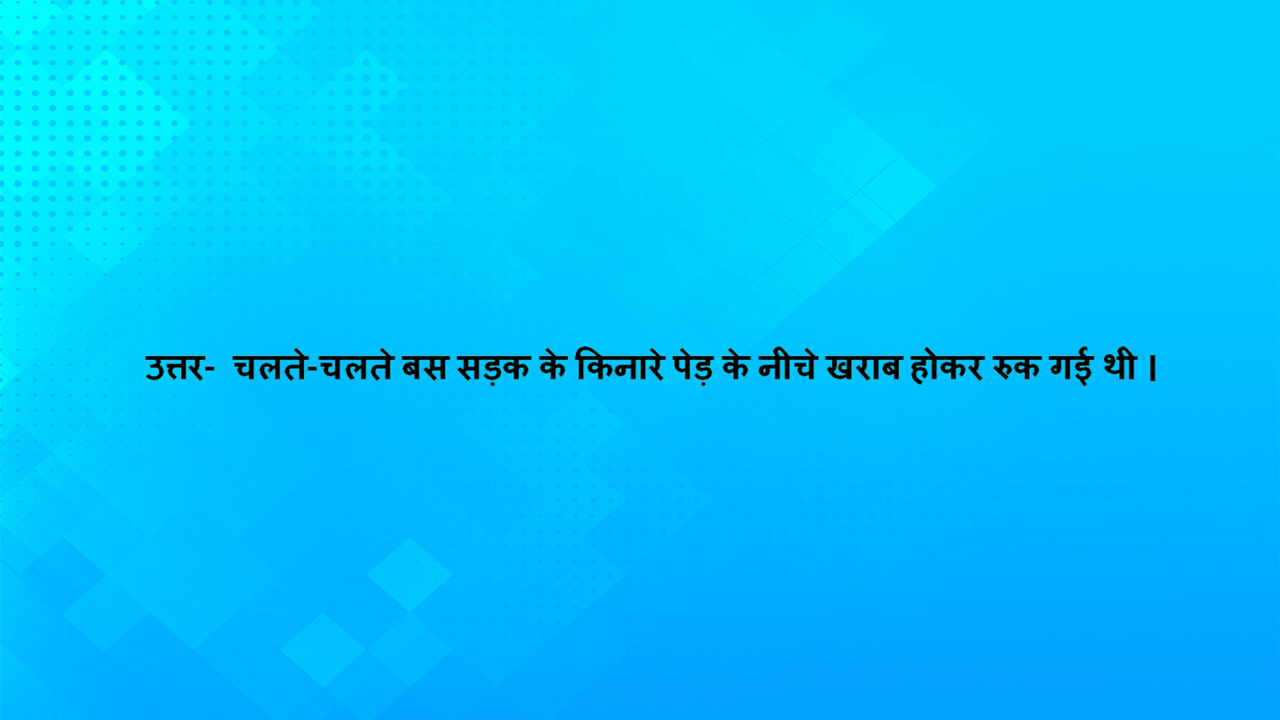 उत्तर-  चलते-चलते बस सड़क के किनारे पेड़ के नीचे खराब होकर रुक गई थी ।